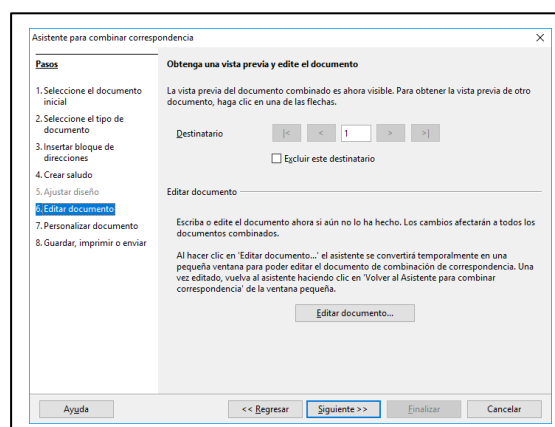 Asistente para combinar correspondencia
Pasos
1. Seleccione el documento
inicial
2. Seleccione el tipo de
documento
3. Insertar bloque de
direcciones
4. Crear saludo
5. Ajustar diseño
6. Editar documento
7. Personalizar documento
8. Guardar, imprimir o enviar
Obtenga una vista previa y edite el documento
La vista previa del documento combinado es ahora visible. Para obtener la vista previa de otro
documento, haga clic en una de las flechas.
Destinatario |< < 1 > >|
Excluir este destinatario
Editar documento
Escriba o edite el documento ahora si aún no lo ha hecho. Los cambios afectarán a todos los
documentos combinados.
Al hacer clic en 'Editar documento...' el asistente se convertirá temporalmente en una
pequeña ventana para poder editar el documento de combinación de correspondencia. Una
vez editado, vuelva al asistente haciendo clic en 'Volver al Asistente para combinar
correspondencia' de la ventana pequeña.
Editar documento...
Ayuda << Regresar Siguiente >> Finalizar Cancelar